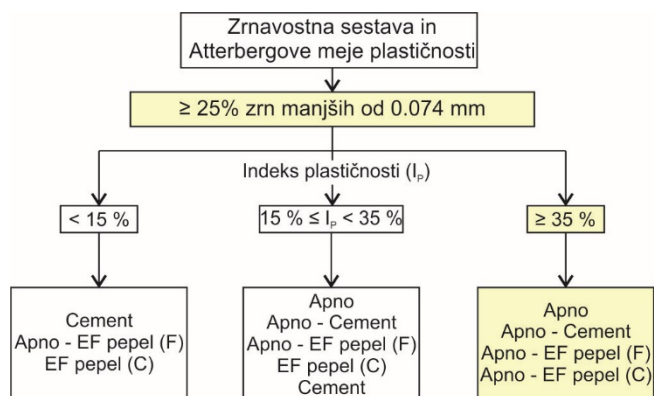 Zrnavostna sestava in
Atterbergove meje plastičnosti
≥ 25% zrn manjših od 0.074 mm
Indeks plastičnosti (Iₚ)
< 15 %
15 % ≤ Iₚ < 35 %
≥ 35 %
Cement
Apno - EF pepel (F)
EF pepel (C)
Apno
Apno - Cement
Apno - EF pepel (F)
EF pepel (C)
Cement
Apno
Apno - Cement
Apno - EF pepel (F)
Apno - EF pepel (C)